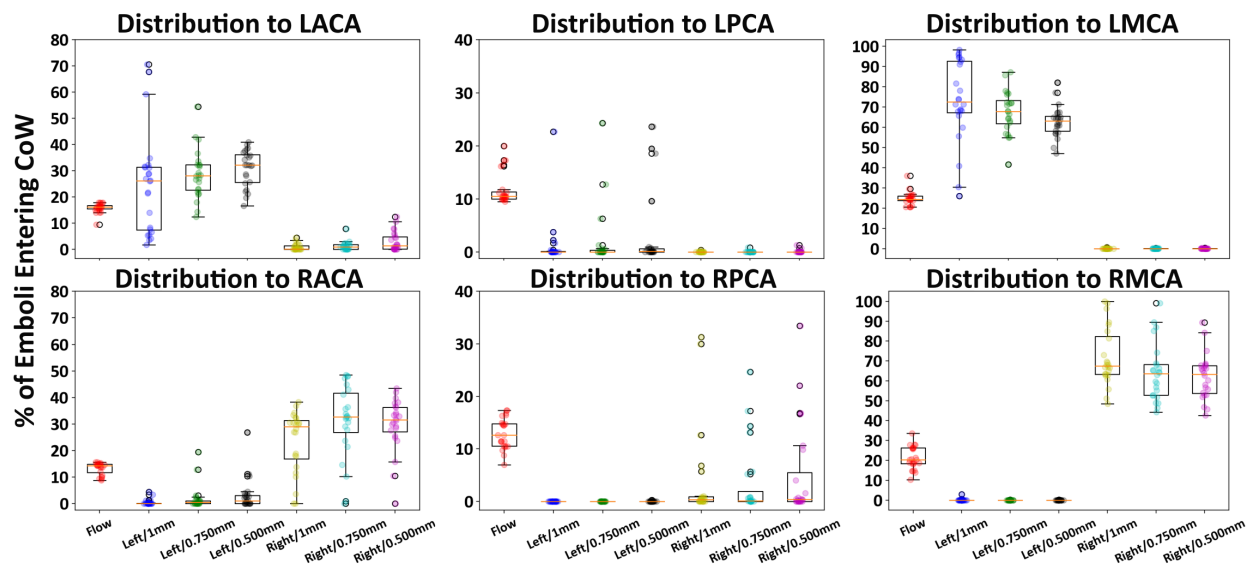 Distribution to LACA
Distribution to LPCA
Distribution to LMCA
% of Emboli Entering CoW
80
70
60
50
40
30
20
10
0
40
30
20
10
0
100
90
80
70
60
50
40
30
20
10
0
Distribution to RACA
Distribution to RPCA
Distribution to RMCA
80
70
60
50
40
30
20
10
0
40
30
20
10
0
100
90
80
70
60
50
40
30
20
10
0
Flow
Left/1mm
Left/0.750mm
Left/0.500mm
Right/1mm
Right/0.750mm
Right/0.500mm
Flow
Left/1mm
Left/0.750mm
Left/0.500mm
Right/1mm
Right/0.750mm
Right/0.500mm
Flow
Left/1mm
Left/0.750mm
Left/0.500mm
Right/1mm
Right/0.750mm
Right/0.500mm